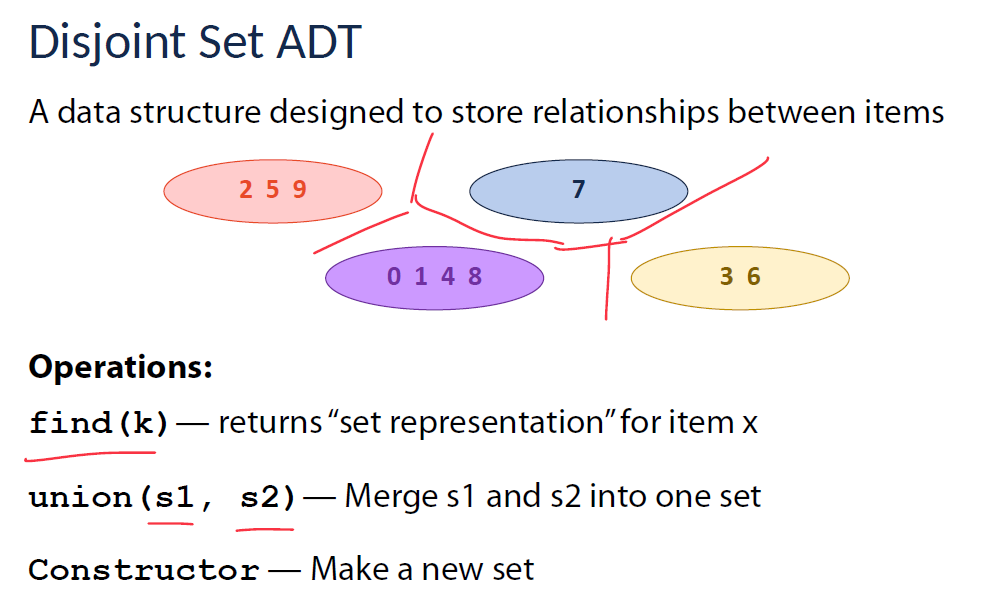 Disjoint Set ADT
A data structure designed to store relationships between items
2 5 9
7
0 1 4 8
3 6
Operations:
find(k) — returns “set representation” for item x
union(s1, s2) — Merge s1 and s2 into one set
Constructor — Make a new set